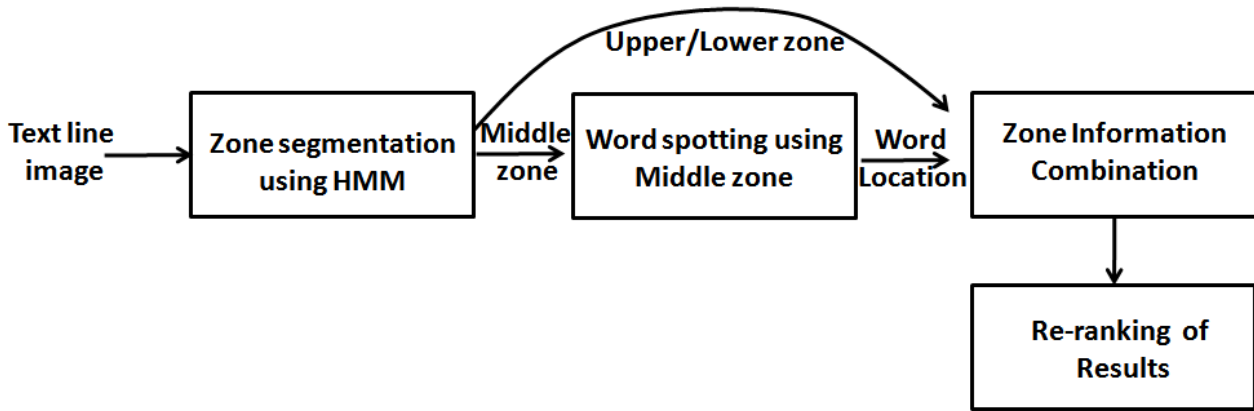 Upper/Lower zone
Text line
image
Zone segmentation
using HMM
Middle
zone
Word spotting using
Middle zone
Word
Location
Zone Information
Combination
Re-ranking of
Results